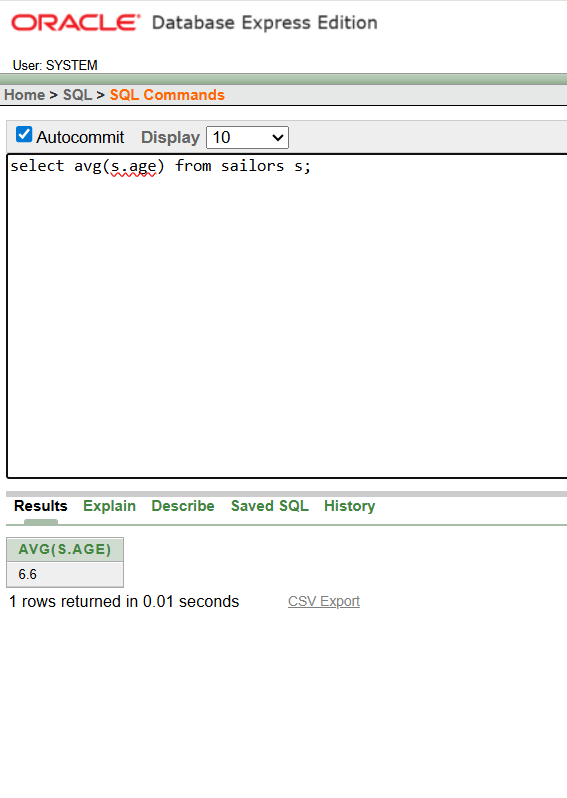 ORACLE® Database Express Edition
User: SYSTEM
Home > SQL > SQL Commands
Autocommit Display 10
select avg(s.age) from sailors s;
Results Explain Describe Saved SQL History
AVG(S.AGE)
6.6
1 rows returned in 0.01 seconds CSV Export